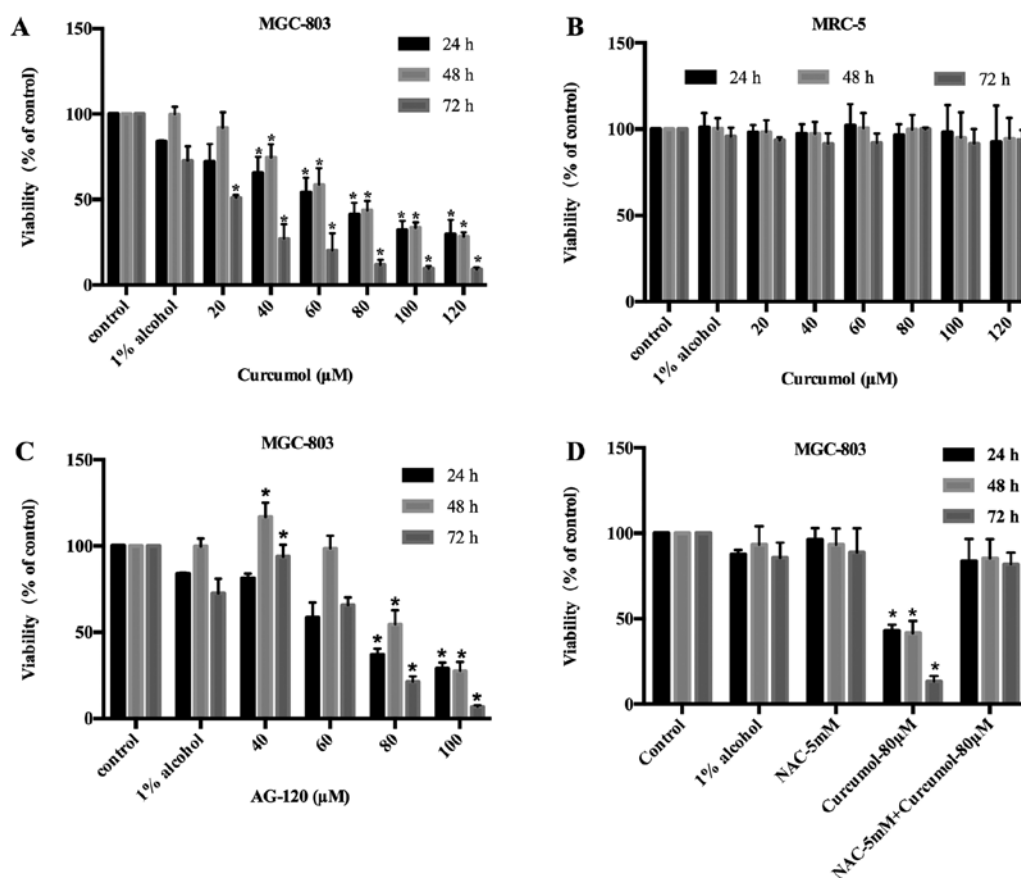 A
MGC-803
Viability (% of control)
150
100
50
0
24 h
48 h
72 h
* * * * * * * * * * * * * * * *
control
1% alcohol
20
40
60
80
100
120
Curcumol (µM)
B
MRC-5
Viability (% of control)
150
100
50
0
24 h
48 h
72 h
control
1% alcohol
20
40
60
80
100
120
Curcumol (µM)
C
MGC-803
Viability (% of control)
150
100
50
0
24 h
48 h
72 h
* * * * * * * *
control
1% alcohol
40
60
80
100
AG-120 (µM)
D
MGC-803
Viability (% of control)
150
100
50
0
24 h
48 h
72 h
* * *
Control
1% alcohol
NAC-5mM
Curcumol-80µM
NAC-5mM+Curcumol-80µM